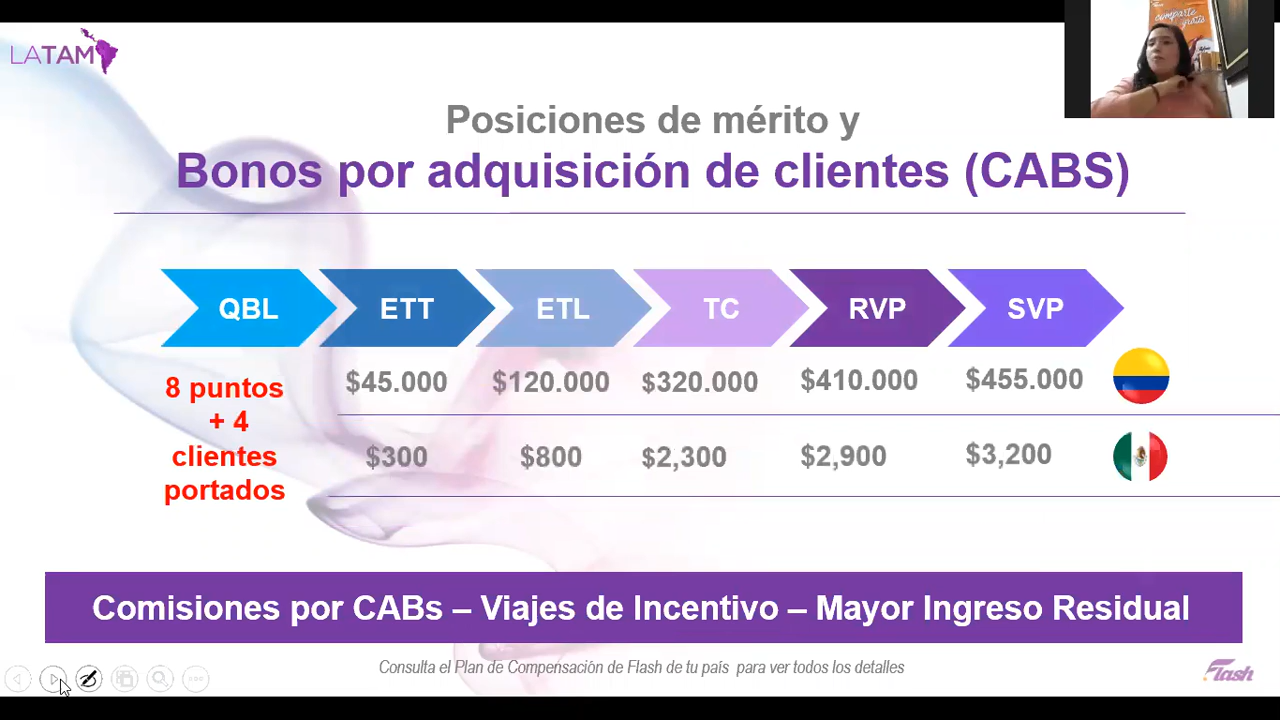 LATAM
comparte
gratis
Posiciones de mérito y
Bonos por adquisición de clientes (CABS)
QBL ETT ETL TC RVP SVP
8 puntos
+ 4
clientes
portados
$45.000 $120.000 $320.000 $410.000 $455.000
$300 $800 $2,300 $2,900 $3,200
Comisiones por CABs – Viajes de Incentivo – Mayor Ingreso Residual
Consulta el Plan de Compensación de Flash de tu país para ver todos los detalles
Flash